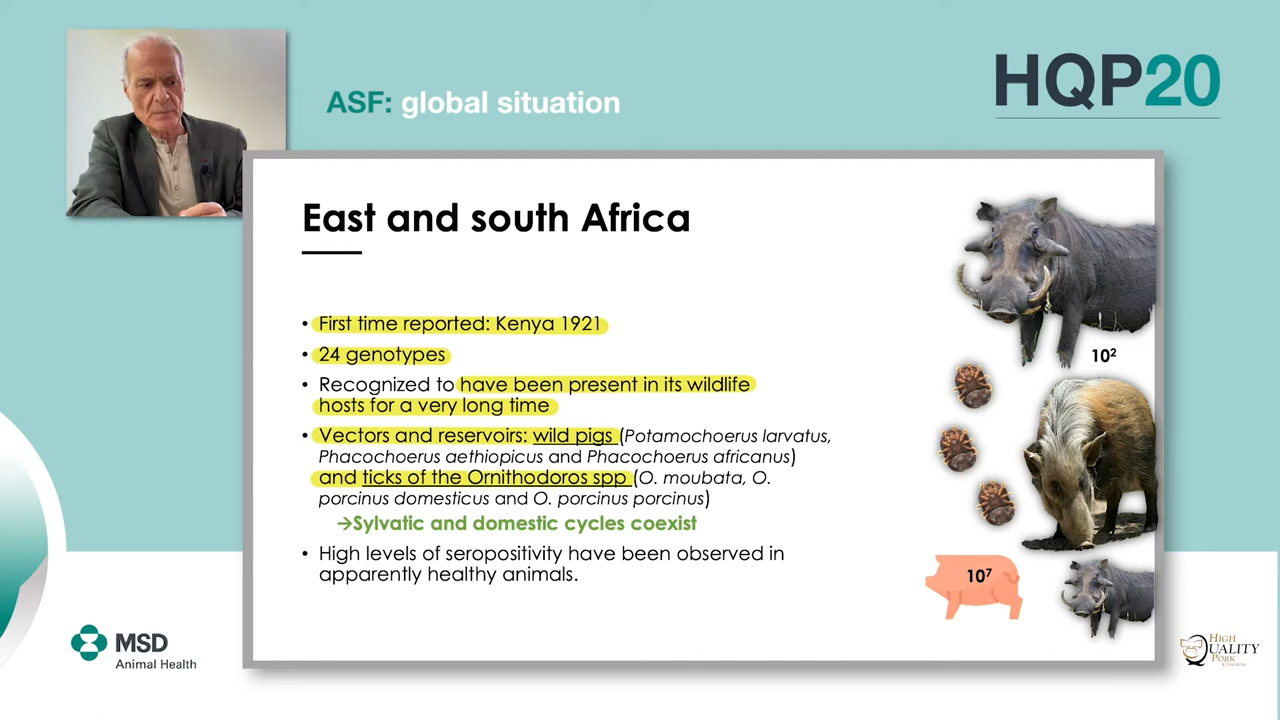 ASF: global situation
HQP20
East and south Africa
• First time reported: Kenya 1921
• 24 genotypes
• Recognized to have been present in its wildlife
hosts for a very long time
• Vectors and reservoirs: wild pigs (Potamochoerus larvatus,
Phacochoerus aethiopicus and Phacochoerus africanus)
and ticks of the Ornithodoros spp (O. moubata, O.
porcinus domesticus and O. porcinus porcinus)
→Sylvatic and domestic cycles coexist
• High levels of seropositivity have been observed in
apparently healthy animals.
10²
10⁷
MSD
Animal Health
HIGH
QUALITY
PORK
CONGRESS